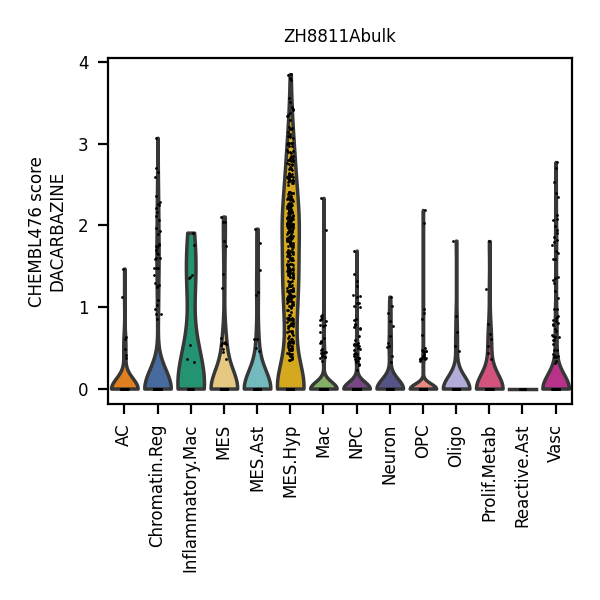 ZH8811Abulk
CHEMBL476 score
DACARBAZINE
4
3
2
1
0
AC
Chromatin.Reg
Inflammatory.Mac
MES
MES.Ast
MES.Hyp
Mac
NPC
Neuron
OPC
Oligo
Prolif.Metab
Reactive.Ast
Vasc